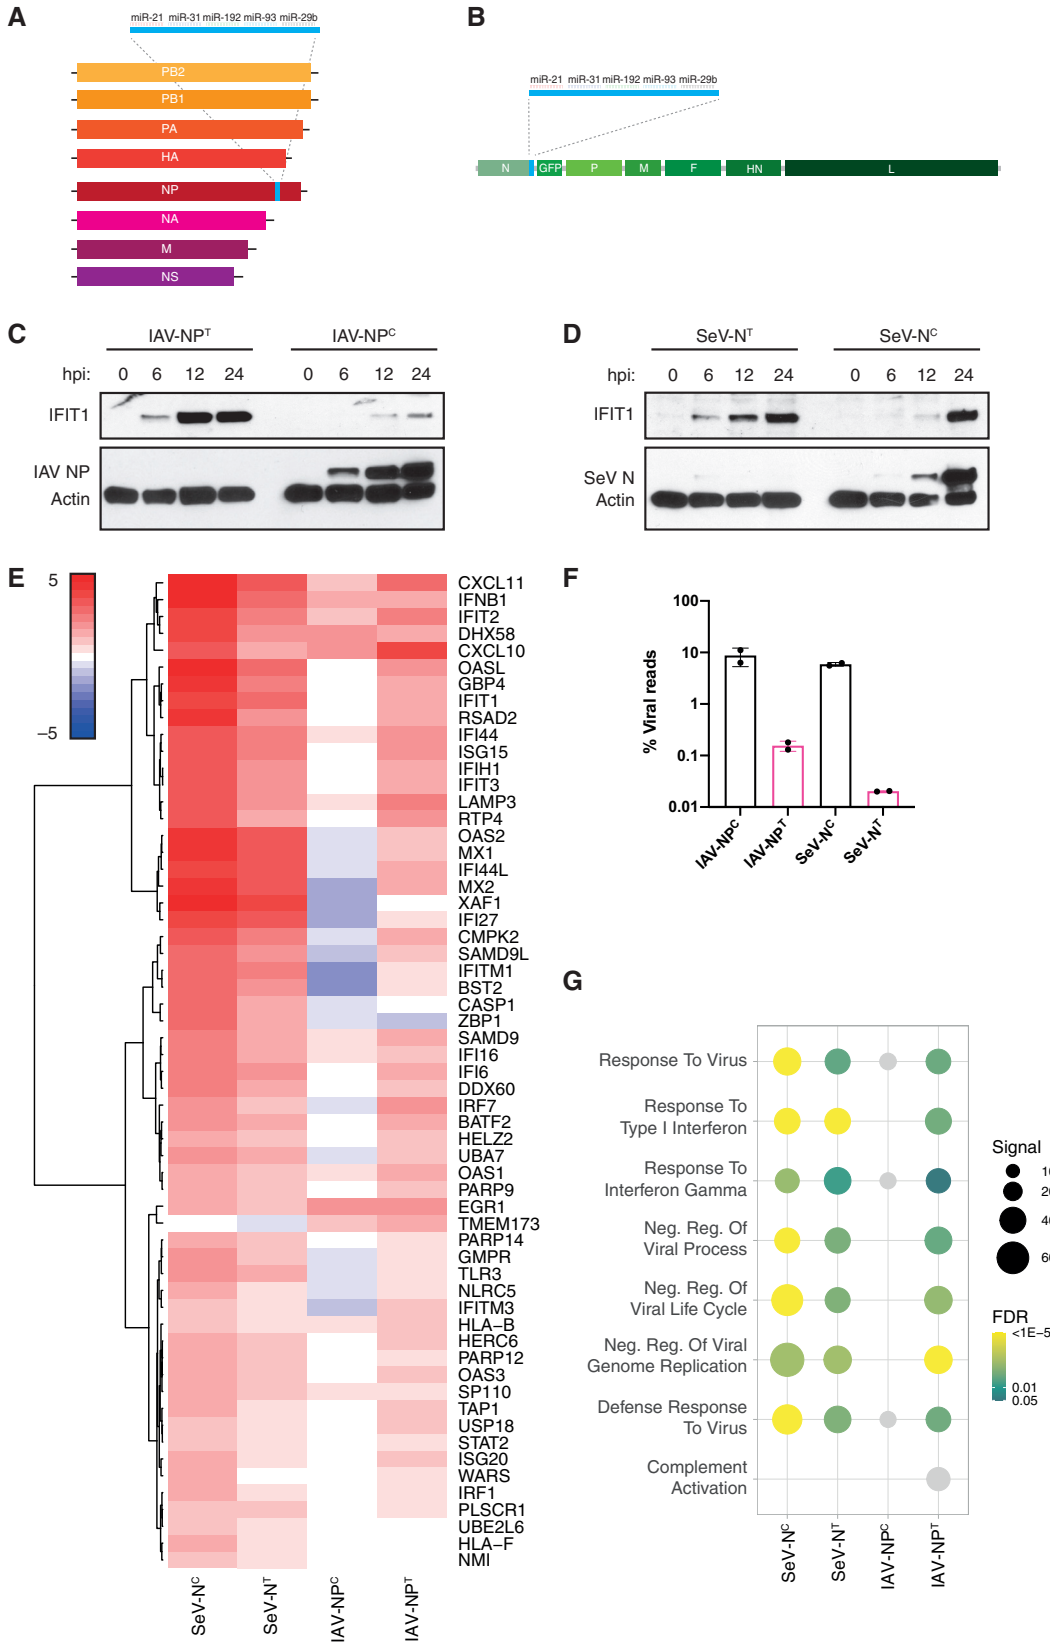 A
miR-21 miR-31 miR-192 miR-93 miR-29b
PB2
PB1
PA
HA
NP
NA
M
NS
B
miR-21 miR-31 miR-192 miR-93 miR-29b
N GFP P M F HN L
C
IAV-NPT IAV-NPC
hpi: 0 6 12 24 0 6 12 24
IFIT1
IAV NP
Actin
D
SeV-NT SeV-NC
hpi: 0 6 12 24 0 6 12 24
IFIT1
SeV N
Actin
E
5
−5
CXCL11
IFNB1
IFIT2
DHX58
CXCL10
OASL
GBP4
IFIT1
RSAD2
IFI44
ISG15
IFIH1
IFIT3
LAMP3
RTP4
OAS2
MX1
IFI44L
MX2
XAF1
IFI27
CMPK2
SAMD9L
IFITM1
BST2
CASP1
ZBP1
SAMD9
IFI16
IFI6
DDX60
IRF7
BATF2
HELZ2
UBA7
OAS1
PARP9
EGR1
TMEM173
PARP14
GMPR
TLR3
NLRC5
IFITM3
HLA−B
HERC6
PARP12
OAS3
SP110
TAP1
USP18
STAT2
ISG20
WARS
IRF1
PLSCR1
UBE2L6
HLA−F
NMI
SeV-NC
SeV-NT
IAV-NPC
IAV-NPT
F
% Viral reads
100
10
1
0.1
0.01
IAV-NPC
IAV-NPT
SeV-NC
SeV-NT
G
Response To Virus
Response To
Type I Interferon
Response To
Interferon Gamma
Neg. Reg. Of
Viral Process
Neg. Reg. Of
Viral Life Cycle
Neg. Reg. Of Viral
Genome Replication
Defense Response
To Virus
Complement
Activation
SeV-NC
SeV-NT
IAV-NPC
IAV-NPT
Signal
FDR
<1E-5
0.01
0.05